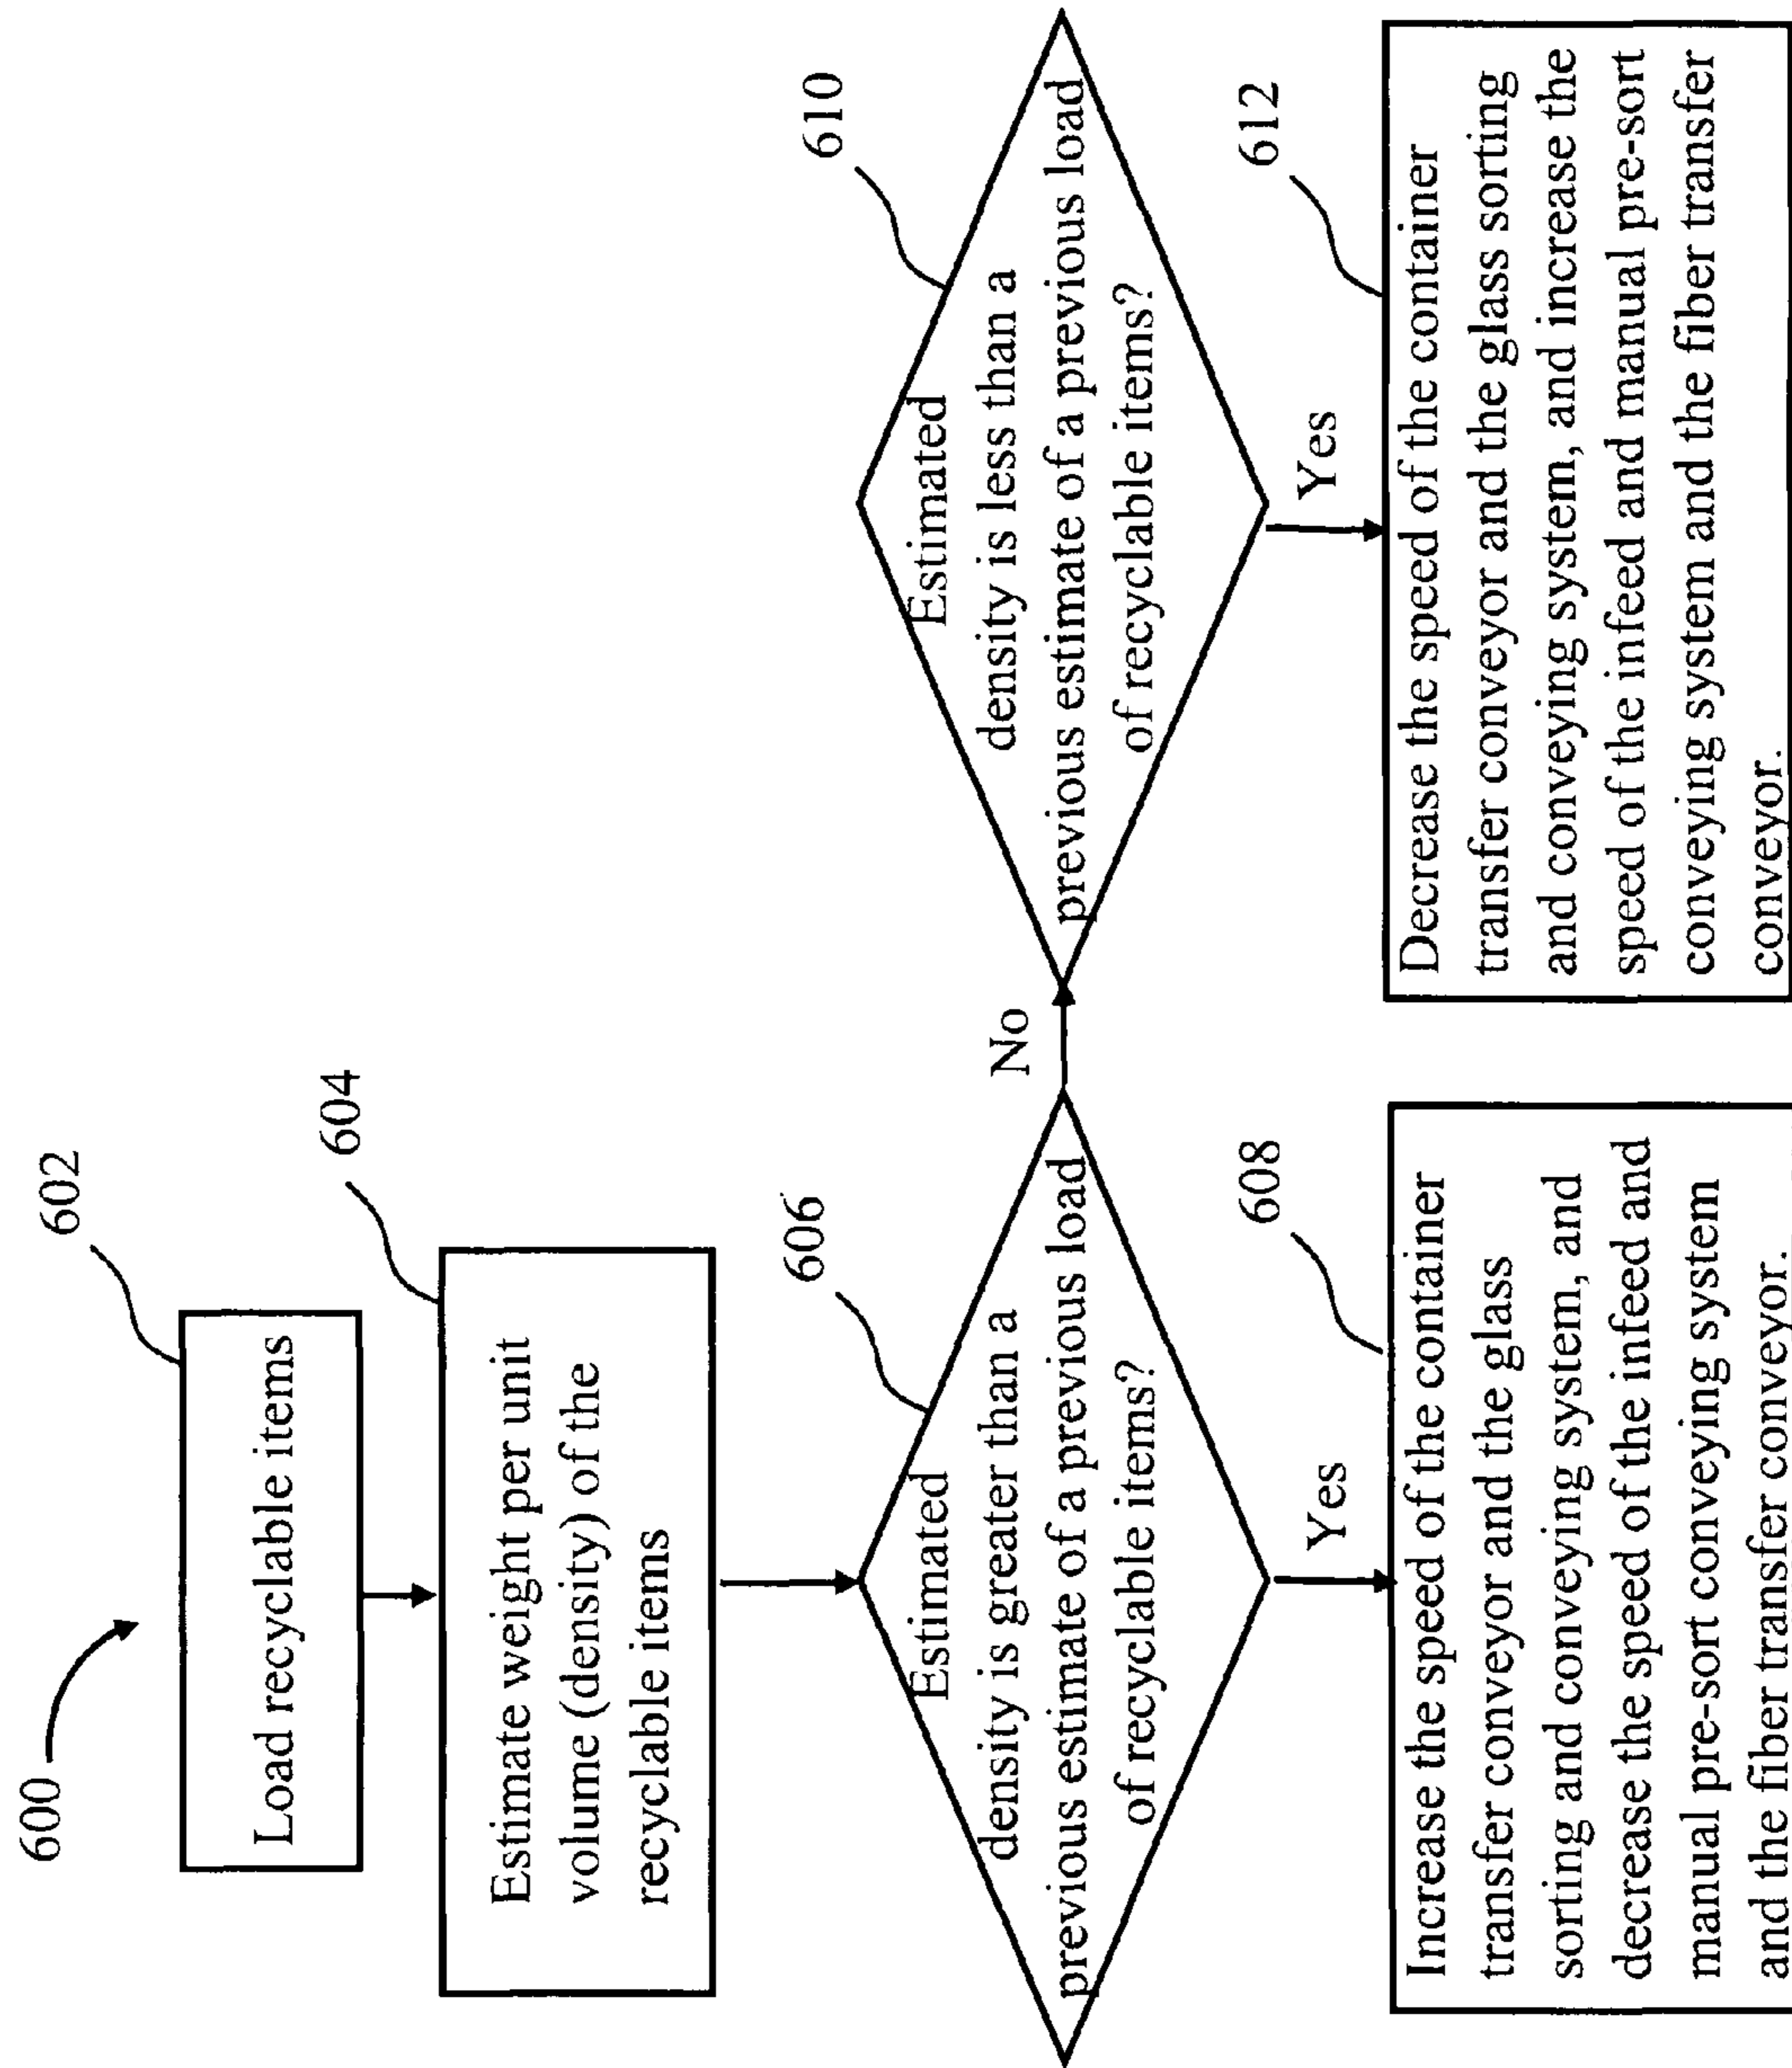 600
602
Load recyclable items
604
Estimate weight per unit
volume (density) of the
recyclable items
606
Estimated
density is greater than a
previous estimate of a previous load
of recyclable items?
No
610
Estimated
density is less than a
previous estimate of a previous load
of recyclable items?
Yes
608
Increase the speed of the container
transfer conveyor and the glass
sorting and conveying system, and
decrease the speed of the infeed and
manual pre-sort conveying system
and the fiber transfer conveyor.
Yes
612
Decrease the speed of the container
transfer conveyor and the glass sorting
and conveying system, and increase the
speed of the infeed and manual pre-sort
conveying system and the fiber transfer
conveyor.